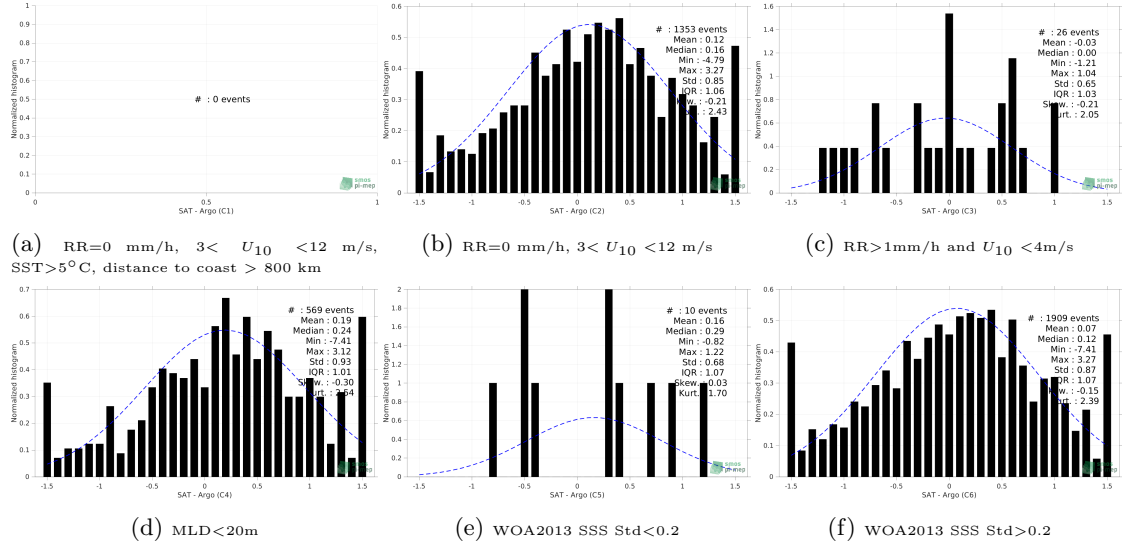 1
0.9
0.8
0.7
0.6
0.5
0.4
0.3
0.2
0.1
0
Normalized histogram
# : 0 events
smos
pi-mep
0 0.5 1
SAT - Argo (C1)
(a) RR=0 mm/h, 3< U10 <12 m/s,
SST>5°C, distance to coast > 800 km
0.6
0.5
0.4
0.3
0.2
0.1
0
Normalized histogram
# : 1353 events
Mean : 0.12
Median : 0.16
Min : -4.79
Max : 3.27
Std : 0.85
IQR : 1.06
Skew. : -0.21
Kurt. : 2.43
smos
pi-mep
-1.5 -1 -0.5 0 0.5 1 1.5
SAT - Argo (C2)
(b) RR=0 mm/h, 3< U10 <12 m/s
1.6
1.4
1.2
1
0.8
0.6
0.4
0.2
0
Normalized histogram
# : 26 events
Mean : -0.03
Median : 0.00
Min : -1.21
Max : 1.04
Std : 0.65
IQR : 1.03
Skew. : -0.21
Kurt. : 2.05
smos
pi-mep
-1.5 -1 -0.5 0 0.5 1 1.5
SAT - Argo (C3)
(c) RR>1mm/h and U10 <4m/s
0.7
0.6
0.5
0.4
0.3
0.2
0.1
0
Normalized histogram
# : 569 events
Mean : 0.19
Median : 0.24
Min : -7.41
Max : 3.12
Std : 0.93
IQR : 1.01
Skew. : -0.30
Kurt. : 2.54
smos
pi-mep
-1.5 -1 -0.5 0 0.5 1 1.5
SAT - Argo (C4)
(d) MLD<20m
2
1.8
1.6
1.4
1.2
1
0.8
0.6
0.4
0.2
0
Normalized histogram
# : 10 events
Mean : 0.16
Median : 0.29
Min : -0.82
Max : 1.22
Std : 0.68
IQR : 1.07
Skew. : -0.03
Kurt. : 1.70
smos
pi-mep
-1.5 -1 -0.5 0 0.5 1 1.5
SAT - Argo (C5)
(e) WOA2013 SSS Std<0.2
0.6
0.5
0.4
0.3
0.2
0.1
0
Normalized histogram
# : 1909 events
Mean : 0.07
Median : 0.12
Min : -7.41
Max : 3.27
Std : 0.87
IQR : 1.07
Skew. : -0.15
Kurt. : 2.39
smos
pi-mep
-1.5 -1 -0.5 0 0.5 1 1.5
SAT - Argo (C6)
(f) WOA2013 SSS Std>0.2